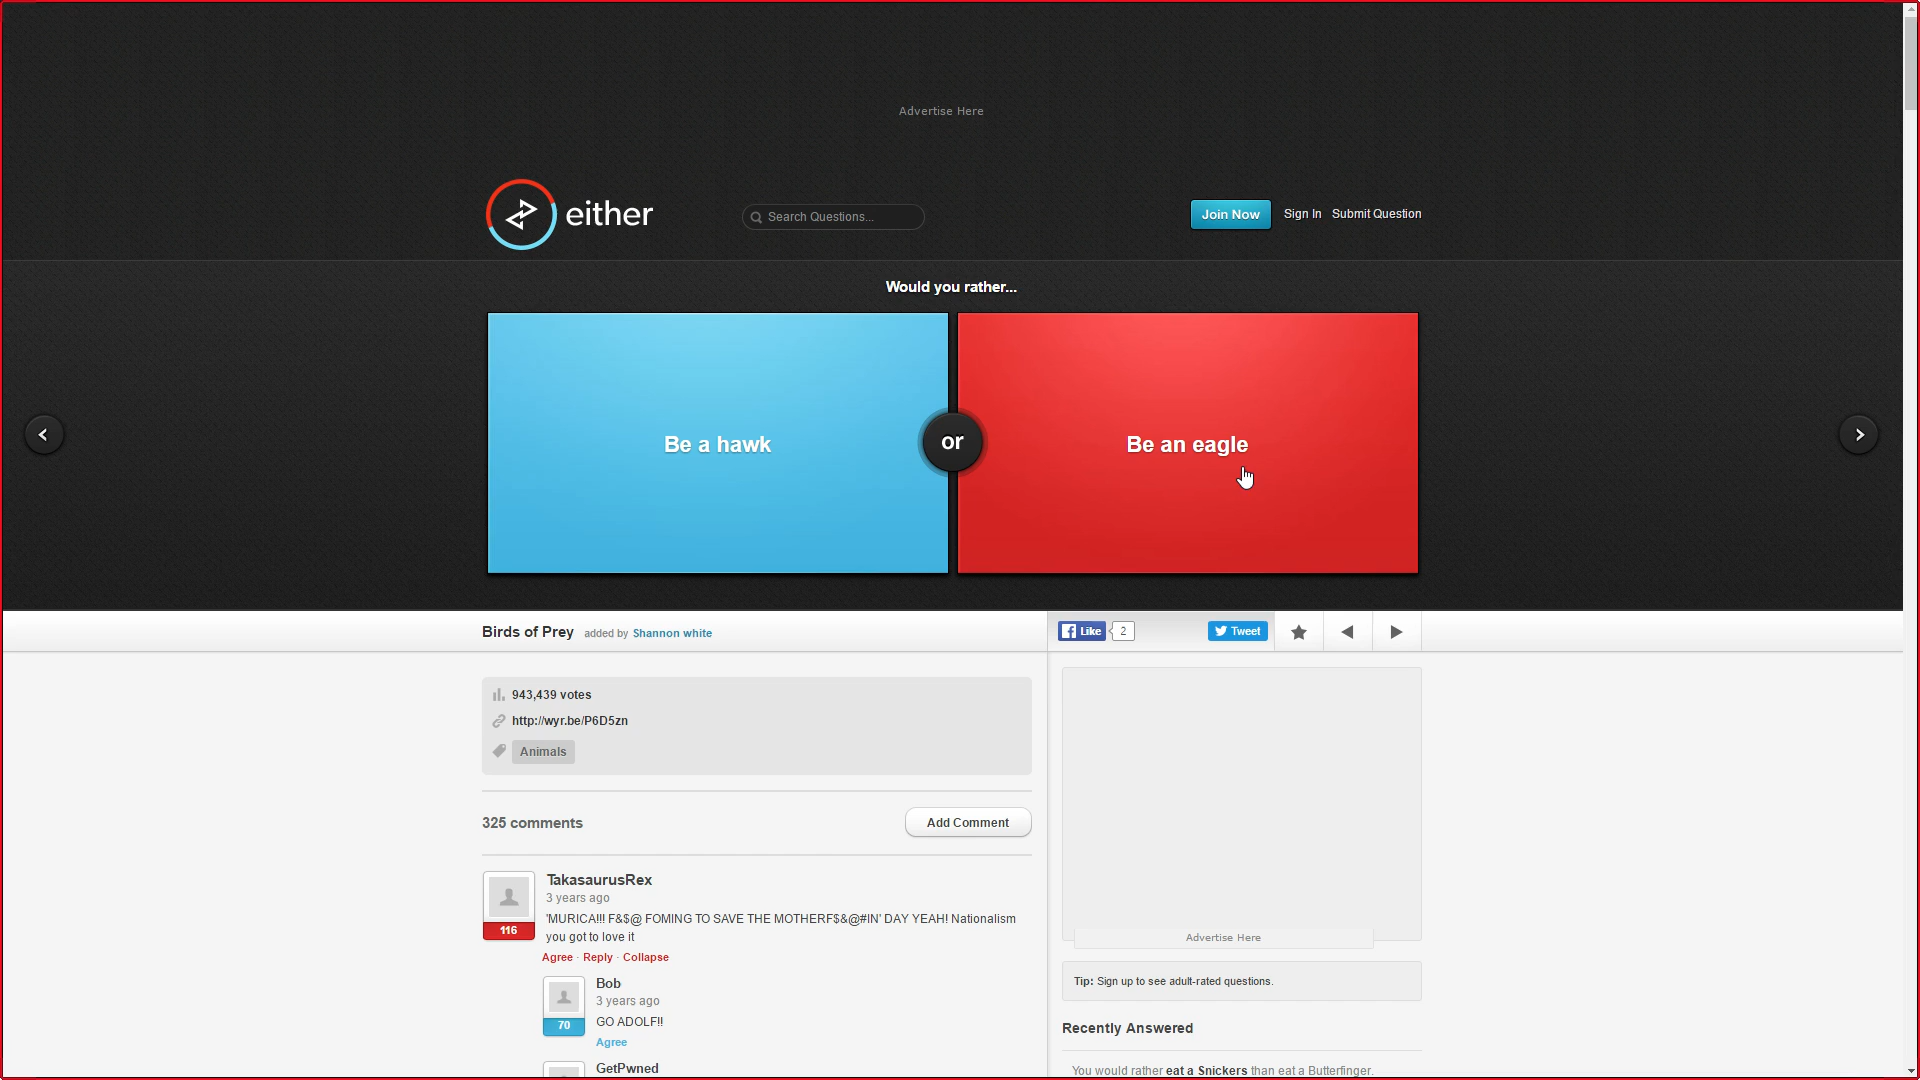 Advertise Here
either
Search Questions...
Join Now Sign In Submit Question
Would you rather...
Be a hawk or Be an eagle
Birds of Prey added by Shannon white
Like 2 Tweet
943,439 votes
http://wyr.be/P6D5zn
Animals
325 comments Add Comment
TakasaurusRex
3 years ago
'MURICA!!! F&$@ FOMING TO SAVE THE MOTHERF$&@#IN' DAY YEAH! Nationalism
you got to love it
116
Agree · Reply · Collapse
Bob
3 years ago
GO ADOLF!!
70
Agree
GetPwned
Advertise Here
Tip: Sign up to see adult-rated questions.
Recently Answered
You would rather eat a Snickers than eat a Butterfinger.